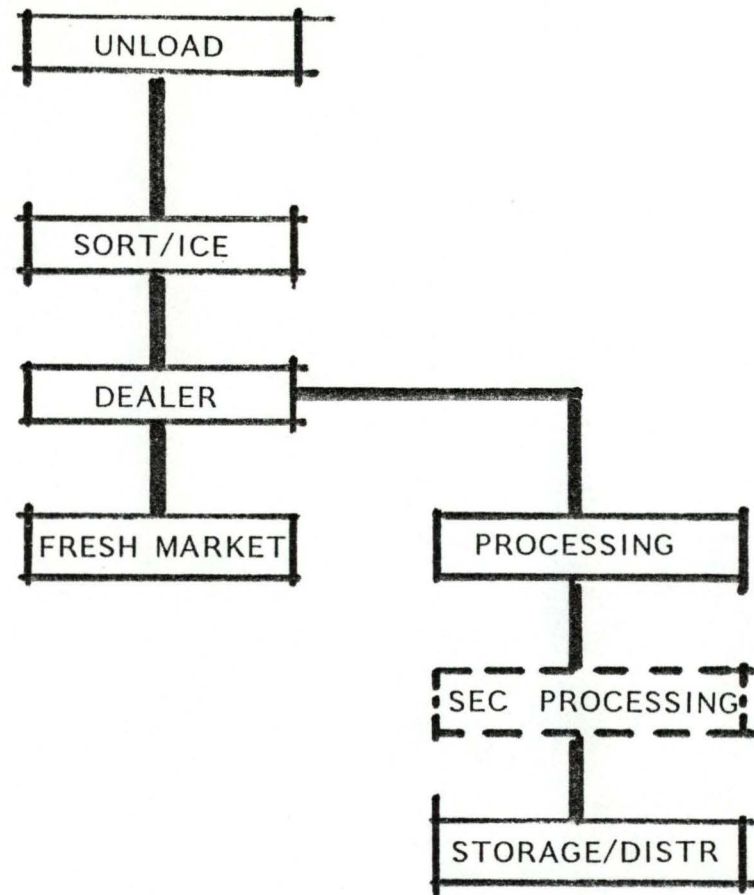 UNLOAD
SORT/ICE
DEALER
FRESH MARKET
PROCESSING
SEC PROCESSING
STORAGE/DISTR